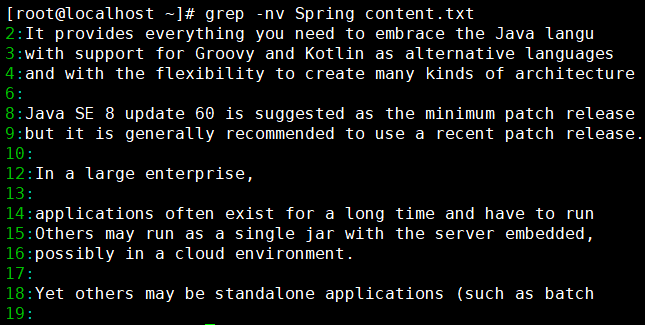 [root@localhost ~]# grep -nv Spring content.txt
2:It provides everything you need to embrace the Java langu
3:with support for Groovy and Kotlin as alternative languages
4:and with the flexibility to create many kinds of architecture
6:
8:Java SE 8 update 60 is suggested as the minimum patch release
9:but it is generally recommended to use a recent patch release.
10:
12:In a large enterprise,
13:
14:applications often exist for a long time and have to run
15:Others may run as a single jar with the server embedded,
16:possibly in a cloud environment.
17:
18:Yet others may be standalone applications (such as batch
19: